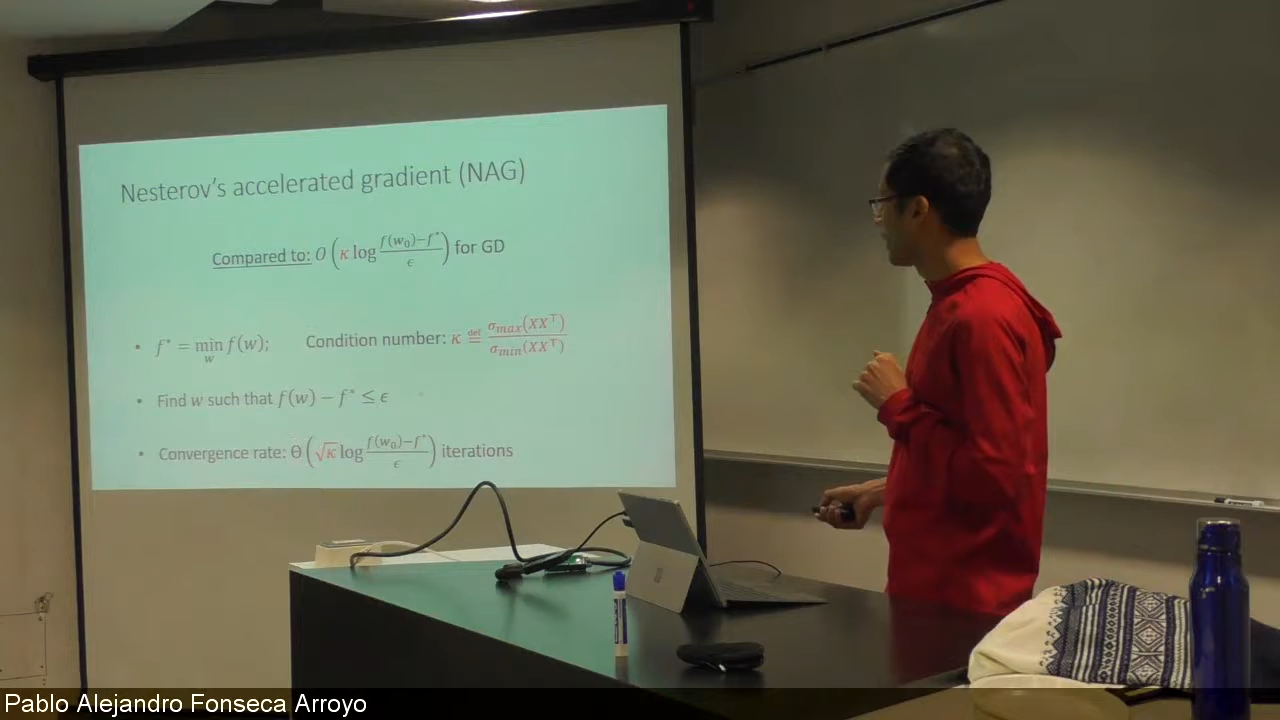 Nesterov's accelerated gradient (NAG)
Compared to: O(κ log (f(w₀)−f*)/ϵ) for GD
• f* = min_w f(w); Condition number: κ ≝ σ_max(XX⊤)/σ_min(XX⊤)
• Find w such that f(w) − f* ≤ ϵ
• Convergence rate: Θ(√κ log (f(w₀)−f*)/ϵ) iterations
Pablo Alejandro Fonseca Arroyo